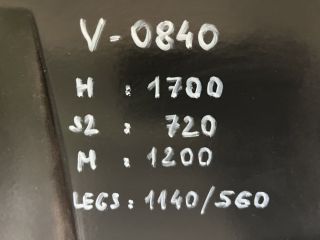 V-0840
H : 1700
S2 : 720
M : 1200
LEGS : 1140/560